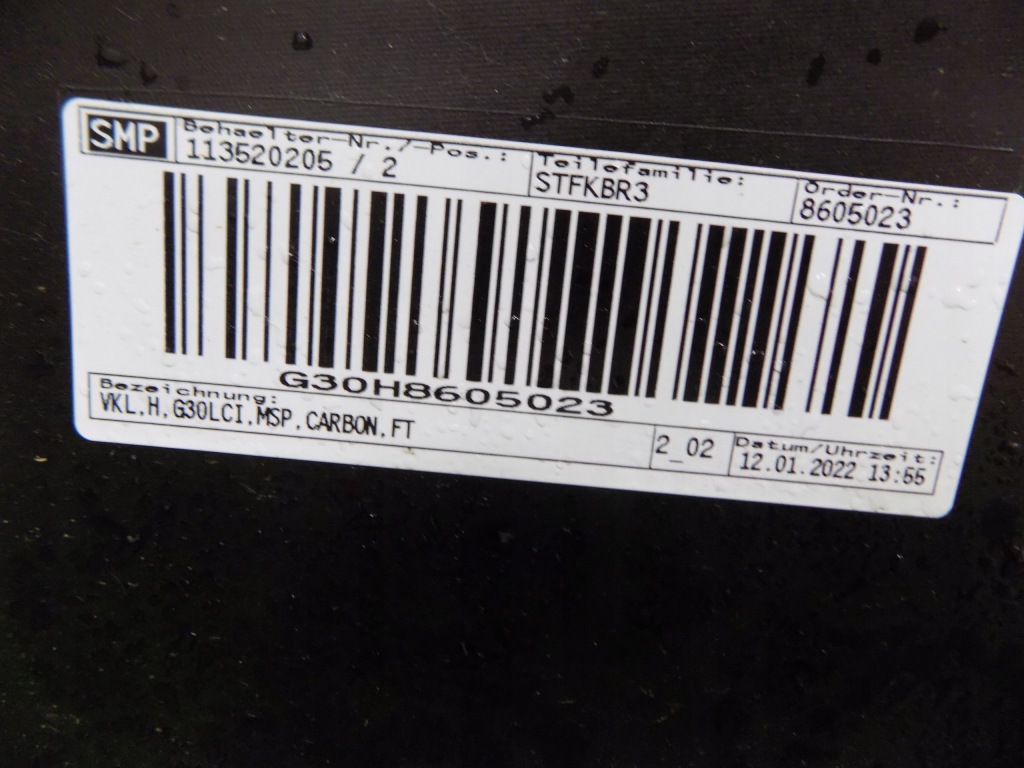 SMP
Behaelter-Nr./Pos.:
113520205 / 2
Teilefamilie:
STFKBR3
Order-Nr.:
8605023
G30H8605023
Bezeichnung:
VKL.H.G30LCI.MSP.CARBON.FT
2_02
Datum/Uhrzeit:
12.01.2022 13:55